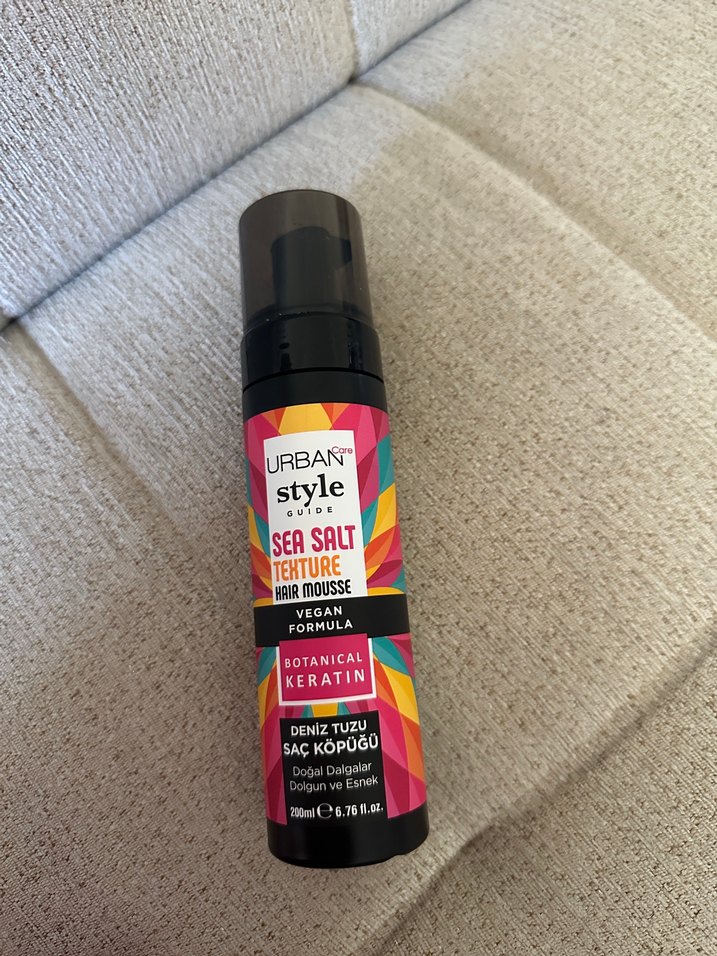 URBAN Care
style
GUIDE
SEA SALT
TEXTURE
HAIR MOUSSE
VEGAN
FORMULA
BOTANICAL
KERATIN
DENİZ TUZU
SAÇ KÖPÜĞÜ
Doğal Dalgalar
Dolgun ve Esnek
200ml ℮ 6.76 fl.oz.